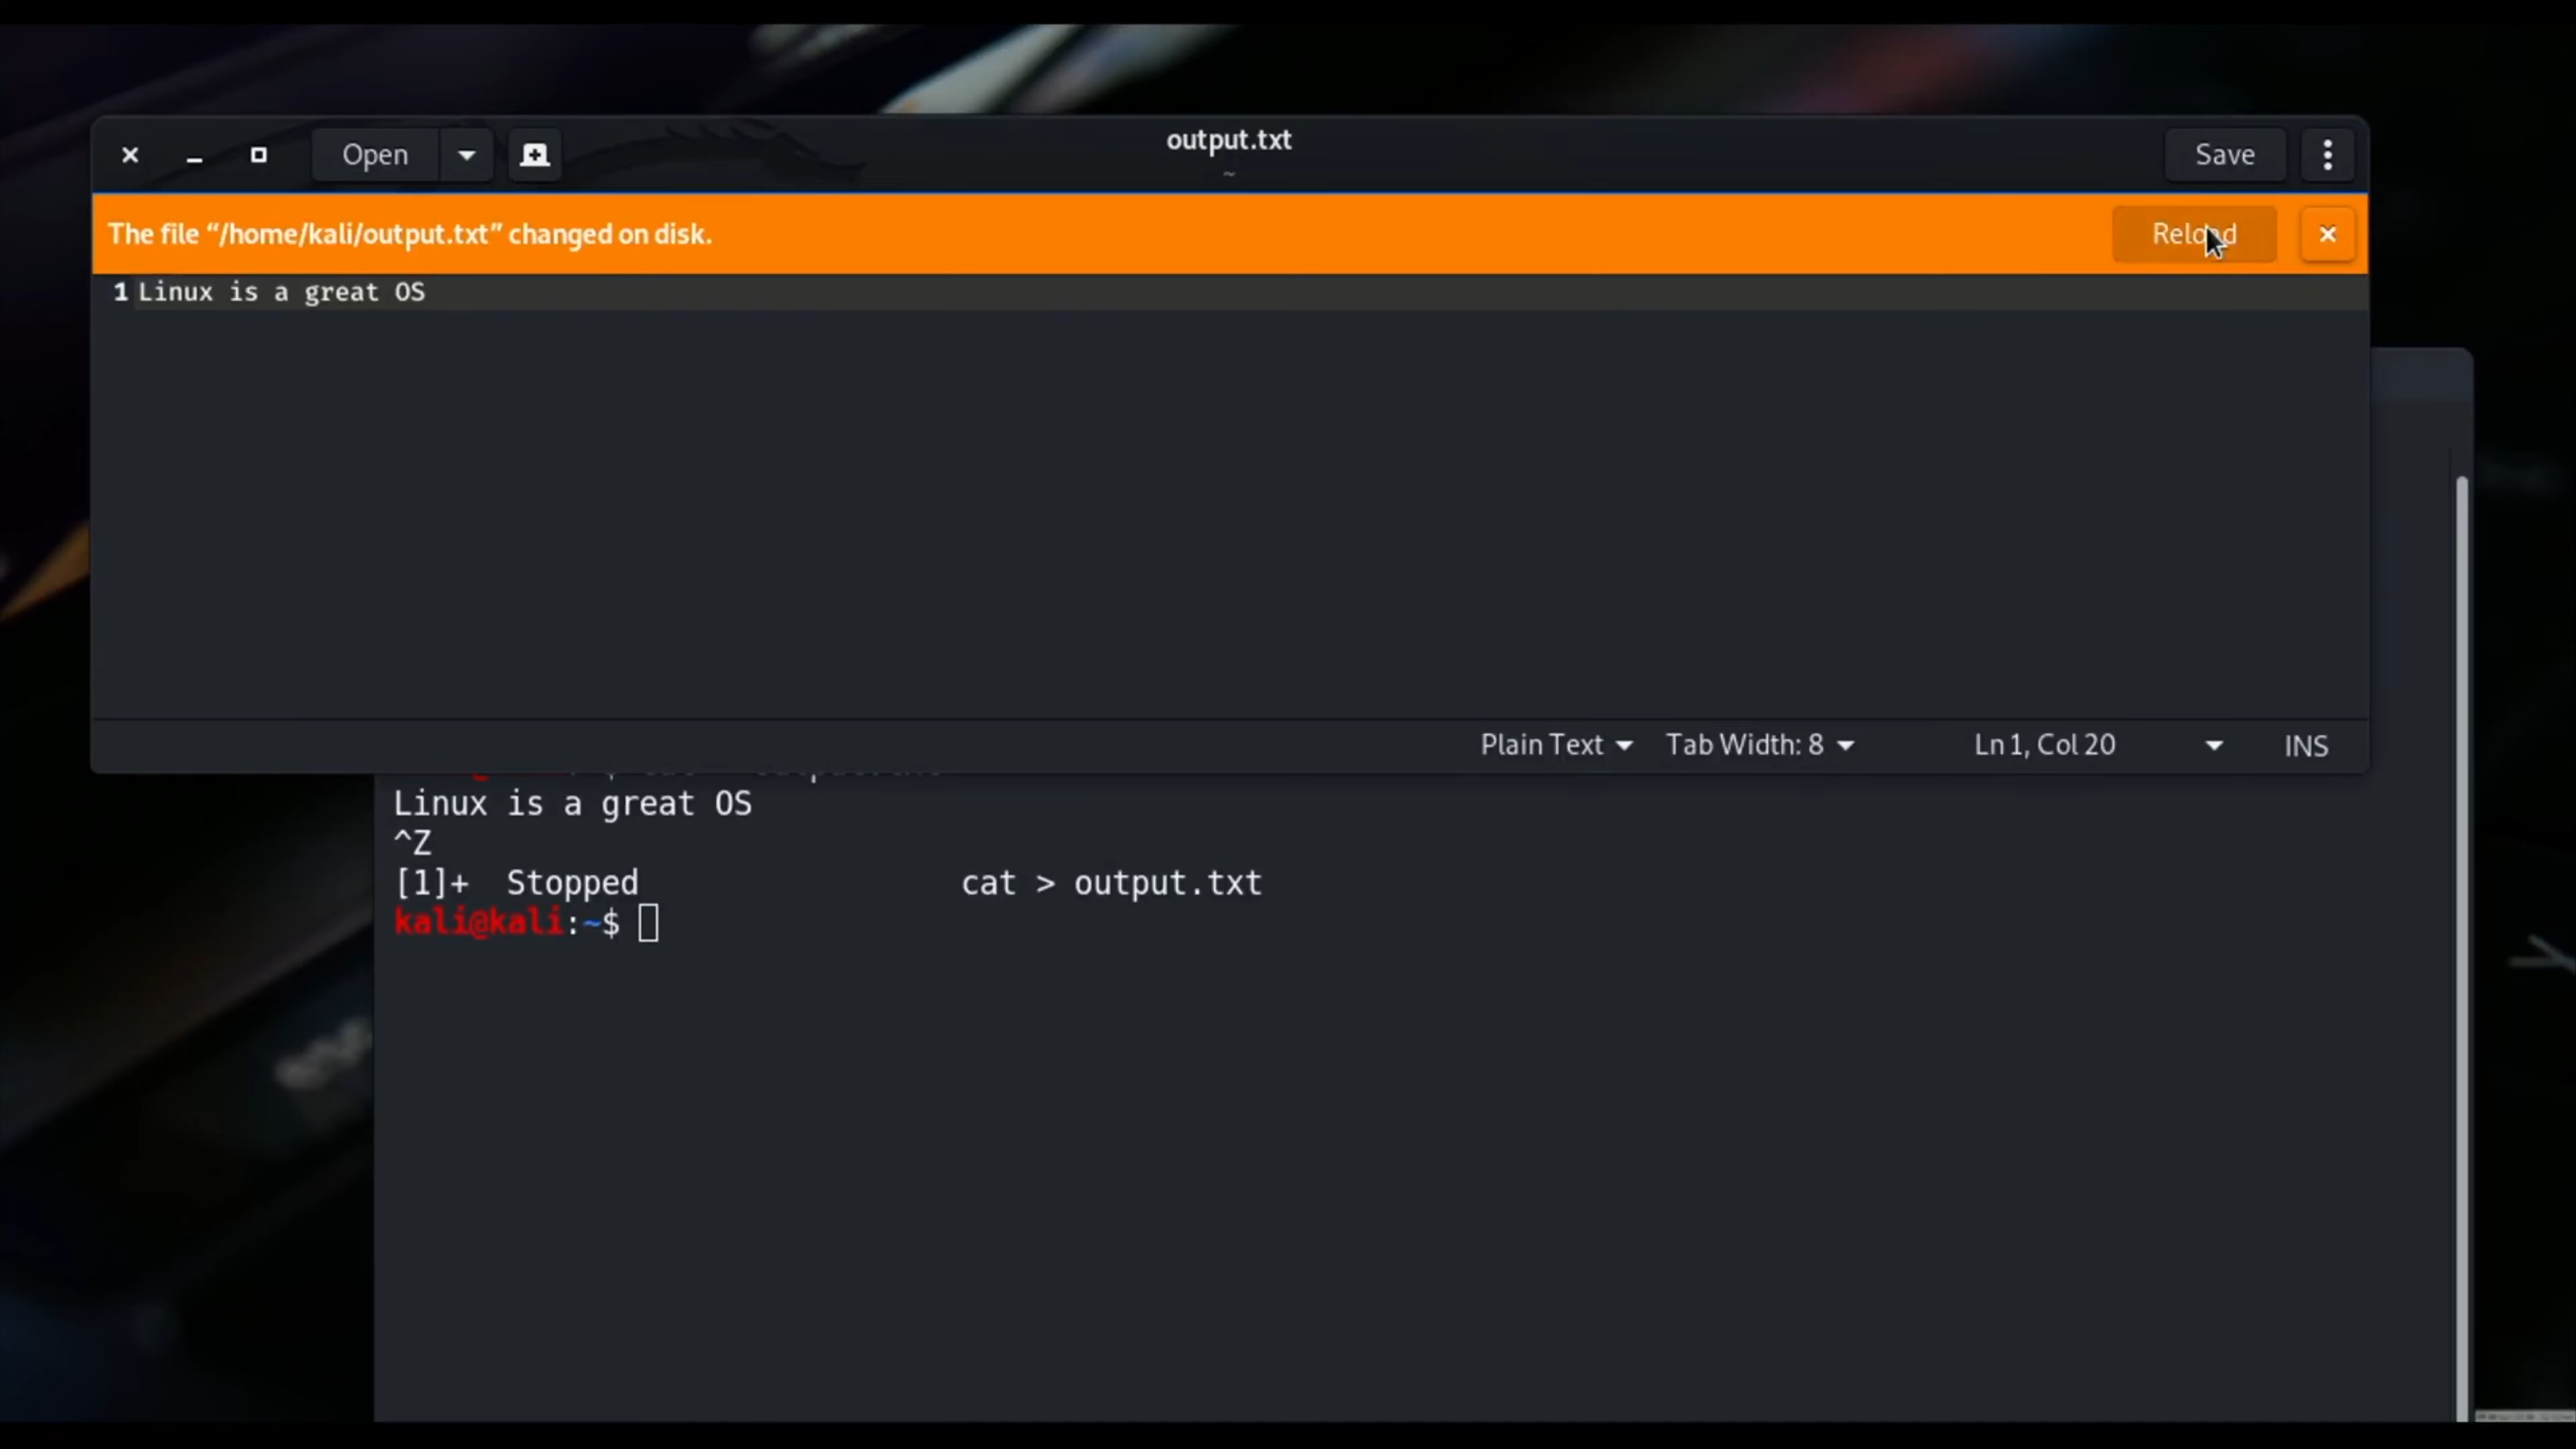 Open
output.txt
~
Save
The file “/home/kali/output.txt” changed on disk.
Reload
1 Linux is a great OS
Plain Text
Tab Width: 8
Ln 1, Col 20
INS
Linux is a great OS
^Z
[1]+  Stopped                 cat > output.txt
kali@kali:~$